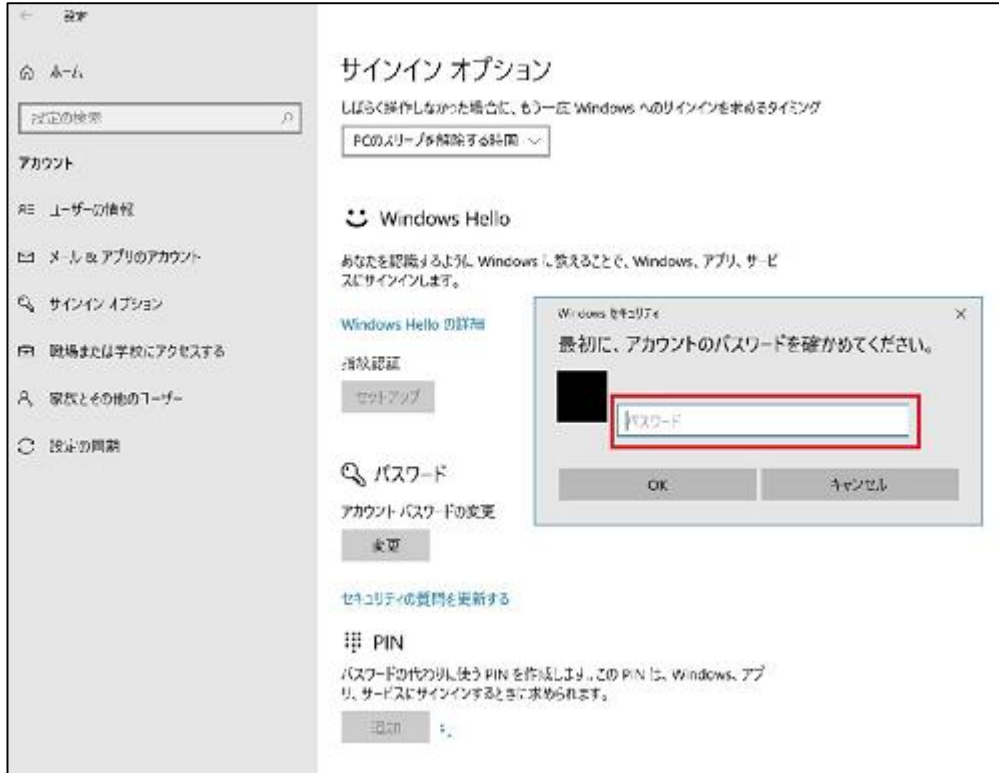 設定
ホーム
設定の検索
アカウント
ユーザーの情報
メール & アプリのアカウント
サインイン オプション
職場または学校にアクセスする
家族とその他のユーザー
設定の同期
サインイン オプション
しばらく操作しなかった場合に、もう一度 Windows へのサインインを求めるタイミング
PCのスリープを解除する時間
Windows Hello
あなたを認識するように Windows に教えることで、Windows、アプリ、サービ
スにサインインします。
Windows Hello の詳細
指紋認証
セットアップ
パスワード
アカウント パスワードの変更
変更
セキュリティの質問を更新する
PIN
パスワードの代わりに使う PIN を作成します。この PIN は、Windows、アプ
リ、サービスにサインインするときに求められます。
追加
Windows セキュリティ
最初に、アカウントのパスワードを確かめてください。
パスワード
OK
キャンセル